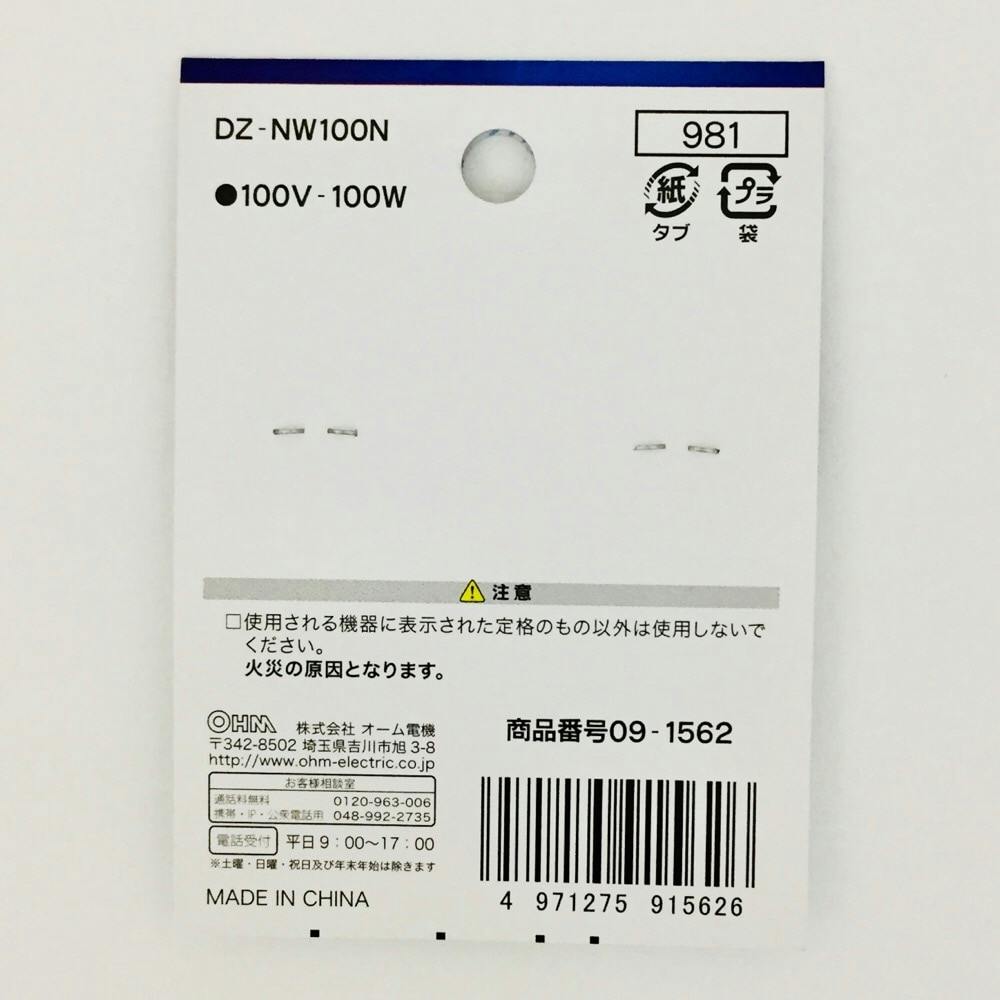 DZ-NW100N
981
●100V-100W
紙
タブ
プラ
袋
注意
□使用される機器に表示された定格のもの以外は使用しないで
ください。
火災の原因となります。
OHM 株式会社 オーム電機
〒342-8502 埼玉県吉川市旭 3-8
http://www.ohm-electric.co.jp
お客様相談室
通話料無料 0120-963-006
携帯・IP・公衆電話用 048-992-2735
電話受付 平日9:00〜17:00
※土曜・日曜・祝日及び年末年始は除きます
MADE IN CHINA
商品番号09-1562
4 971275 915626